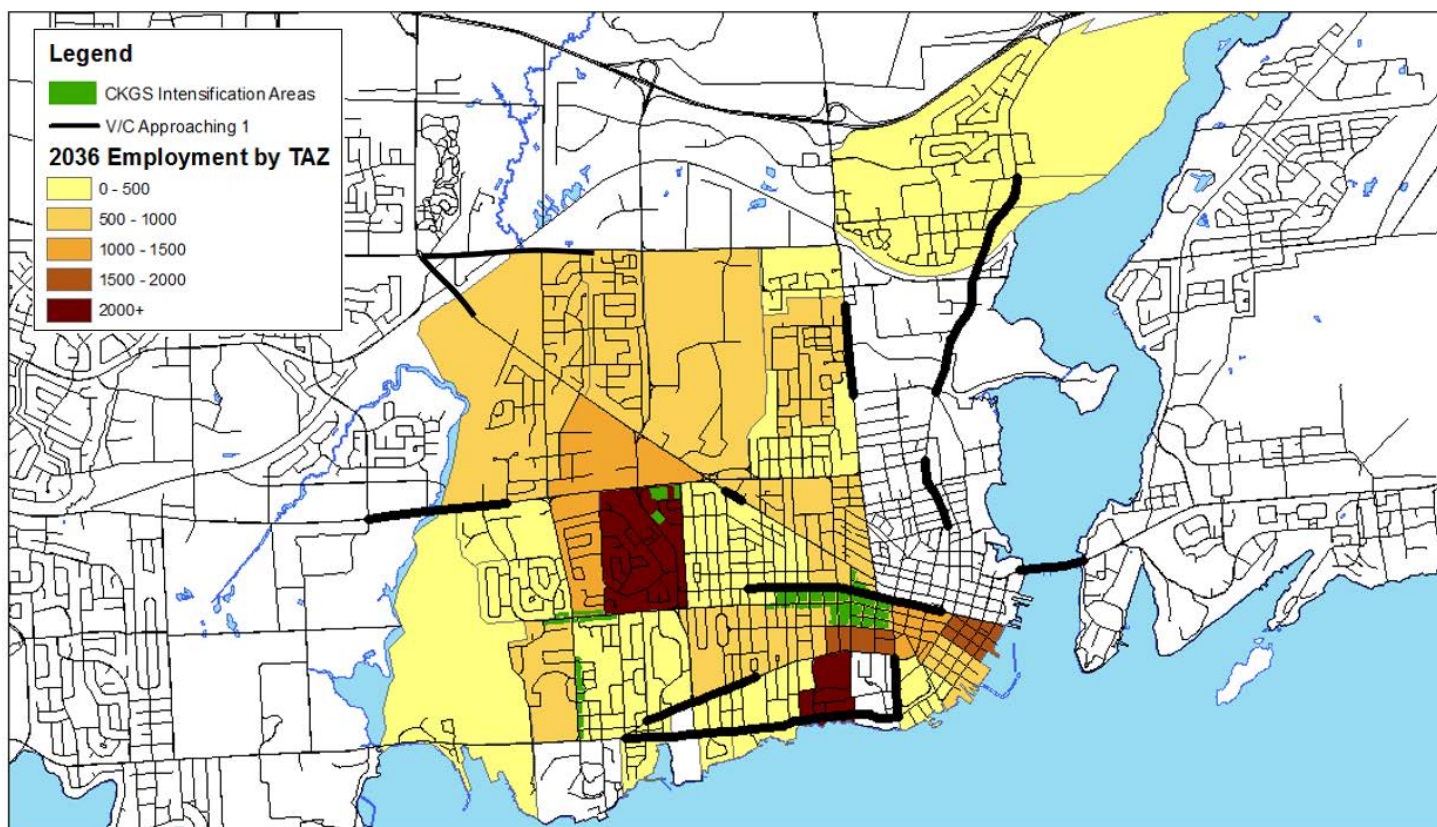 Legend
CKGS Intensification Areas
V/C Approaching 1
2036 Employment by TAZ
0 - 500
500 - 1000
1000 - 1500
1500 - 2000
2000+